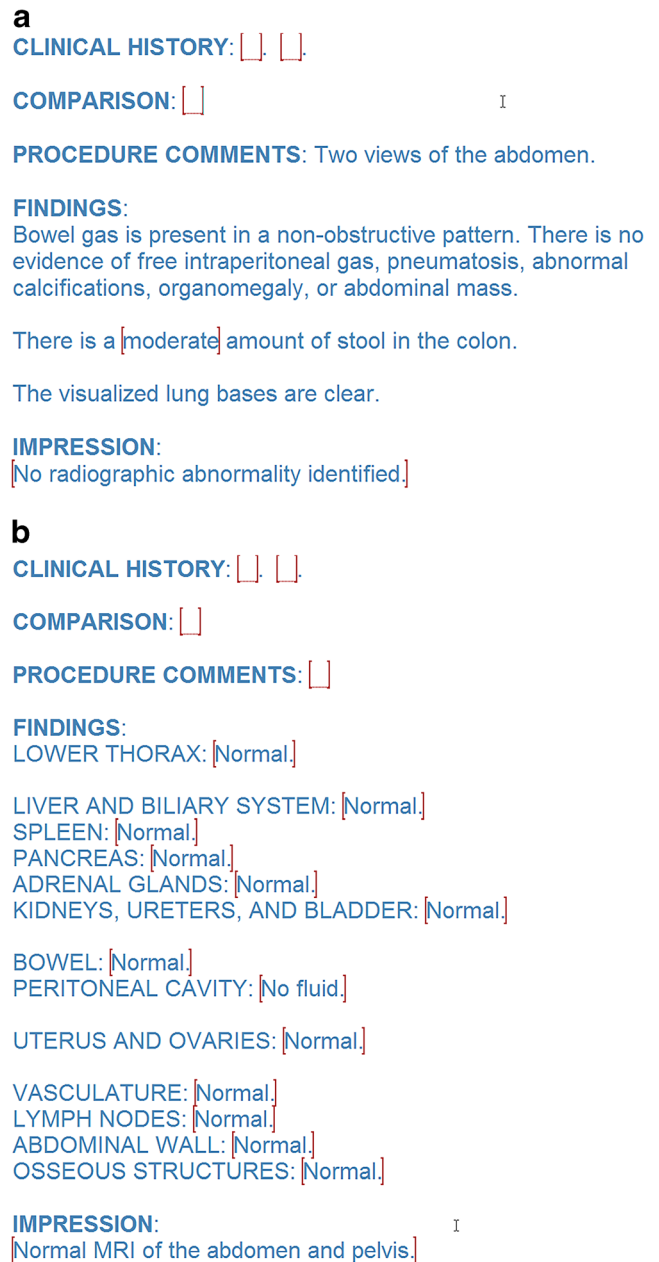 a
CLINICAL HISTORY: [ ]. [ ].
COMPARISON: [ ]
PROCEDURE COMMENTS: Two views of the abdomen.
FINDINGS:
Bowel gas is present in a non-obstructive pattern. There is no
evidence of free intraperitoneal gas, pneumatosis, abnormal
calcifications, organomegaly, or abdominal mass.
There is a [moderate] amount of stool in the colon.
The visualized lung bases are clear.
IMPRESSION:
[No radiographic abnormality identified.]
b
CLINICAL HISTORY: [ ]. [ ].
COMPARISON: [ ]
PROCEDURE COMMENTS: [ ]
FINDINGS:
LOWER THORAX: [Normal.]
LIVER AND BILIARY SYSTEM: [Normal.]
SPLEEN: [Normal.]
PANCREAS: [Normal.]
ADRENAL GLANDS: [Normal.]
KIDNEYS, URETERS, AND BLADDER: [Normal.]
BOWEL: [Normal.]
PERITONEAL CAVITY: [No fluid.]
UTERUS AND OVARIES: [Normal.]
VASCULATURE: [Normal.]
LYMPH NODES: [Normal.]
ABDOMINAL WALL: [Normal.]
OSSEOUS STRUCTURES: [Normal.]
IMPRESSION:
[Normal MRI of the abdomen and pelvis.]